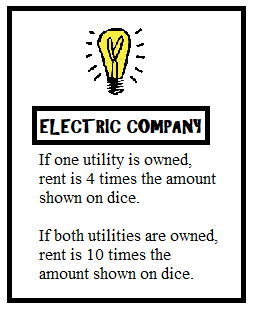 ELECTRIC COMPANY
If one utility is owned,
rent is 4 times the amount
shown on dice.
If both utilities are owned,
rent is 10 times the
amount shown on dice.